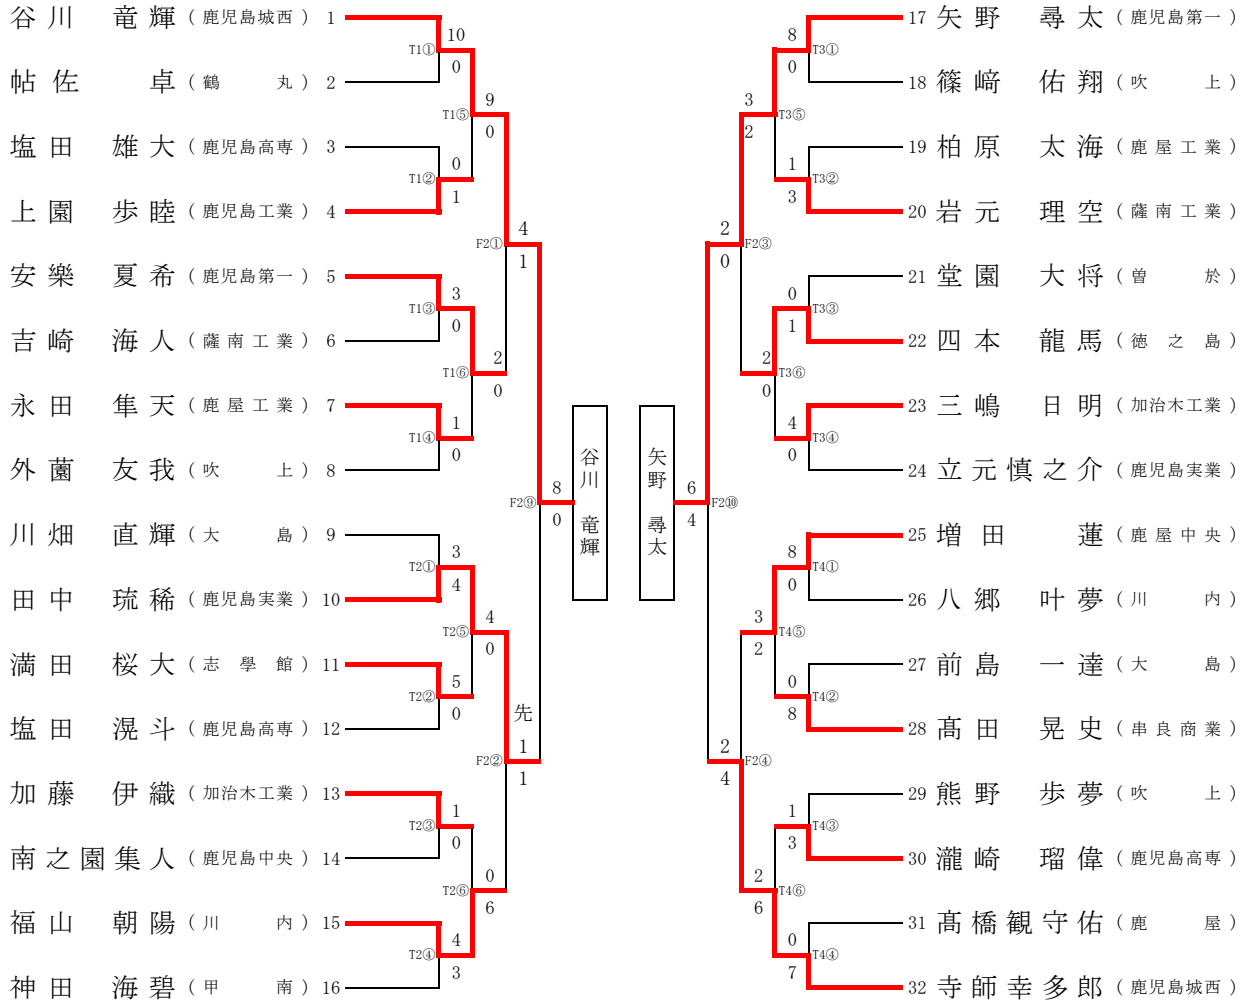 谷川 竜輝 (鹿児島城西) 1
10
T1①
0
帖佐 卓 (鶴丸) 2
9
T1⑤
0
塩田 雄大 (鹿児島高専) 3
0
T1②
1
上園 歩睦 (鹿児島工業) 4
4
F2①
1
安樂 夏希 (鹿児島第一) 5
3
T1③
0
吉崎 海人 (薩南工業) 6
2
T1⑥
0
永田 隼天 (鹿屋工業) 7
1
T1④
0
外薗 友我 (吹上) 8
8
F2⑨
0
谷川 竜輝
川畑 直輝 (大島) 9
3
T2①
4
田中 琉稀 (鹿児島実業) 10
4
T2⑤
0
満田 桜大 (志學館) 11
5
T2②
0
塩田 滉斗 (鹿児島高専) 12
先
1
F2②
1
加藤 伊織 (加治木工業) 13
1
T2③
0
南之園隼人 (鹿児島中央) 14
0
T2⑥
6
福山 朝陽 (川内) 15
4
T2④
3
神田 海碧 (甲南) 16
17 矢野 尋太 (鹿児島第一)
8
T3①
0
18 篠﨑 佑翔 (吹上)
3
T3⑤
2
19 柏原 太海 (鹿屋工業)
1
T3②
3
20 岩元 理空 (薩南工業)
2
F2③
0
21 堂園 大将 (曽於)
0
T3③
1
22 四本 龍馬 (徳之島)
2
T3⑥
0
23 三嶋 日明 (加治木工業)
4
T3④
0
24 立元慎之介 (鹿児島実業)
矢野 尋太
6
F2⑩
4
25 増田 蓮 (鹿屋中央)
8
T4①
0
26 八郷 叶夢 (川内)
3
T4⑤
2
27 前島 一達 (大島)
0
T4②
8
28 髙田 晃史 (串良商業)
2
F2④
4
29 熊野 歩夢 (吹上)
1
T4③
3
30 瀧崎 瑠偉 (鹿児島高専)
2
T4⑥
6
31 髙橋観守佑 (鹿屋)
0
T4④
7
32 寺師幸多郎 (鹿児島城西)